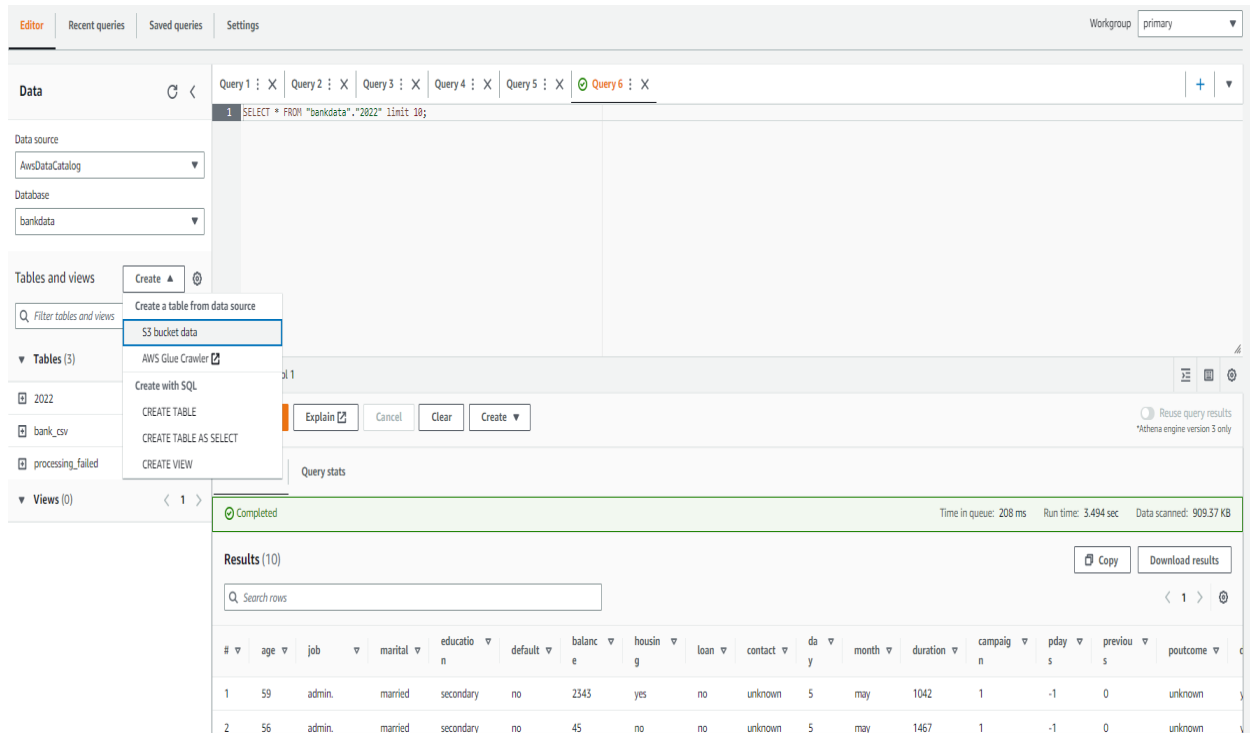 Editor Recent queries Saved queries Settings Workgroup primary
Data
Query 1 Query 2 Query 3 Query 4 Query 5 Query 6
1 SELECT * FROM "bankdata"."2022" limit 10;
Data source
AwsDataCatalog
Database
bankdata
Tables and views Create
Filter tables and views
Create a table from data source
S3 bucket data
AWS Glue Crawler
Create with SQL
CREATE TABLE
CREATE TABLE AS SELECT
CREATE VIEW
Tables (3)
2022
bank_csv
processing_failed
Views (0) 1
1
Explain Cancel Clear Create
Reuse query results
*Athena engine version 3 only
Query stats
Completed Time in queue: 208 ms Run time: 3.494 sec Data scanned: 909.37 KB
Results (10) Copy Download results
Search rows 1
# age job marital educatio n default balanc e housin g loan contact da y month duration campaig n pday s previou s poutcome
1 59 admin. married secondary no 2343 yes no unknown 5 may 1042 1 -1 0 unknown
2 56 admin. married secondary no 45 no no unknown 5 may 1467 1 -1 0 unknown